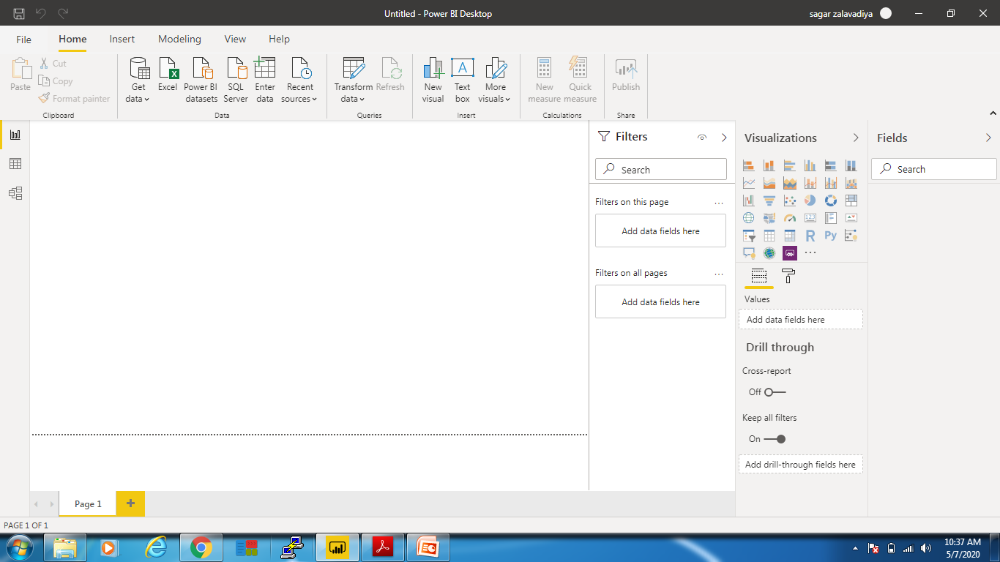 Untitled - Power BI Desktop
sagar zalavadiya
File Home Insert Modeling View Help
Paste
Cut
Copy
Format painter
Clipboard
Get data
Excel
Power BI datasets
SQL Server
Enter data
Recent sources
Data
Transform data
Refresh
Queries
New visual
Text box
More visuals
Insert
New measure
Quick measure
Calculations
Publish
Share
Filters
Search
Filters on this page
Add data fields here
Filters on all pages
Add data fields here
Visualizations
123
R
Py
Values
Add data fields here
Drill through
Cross-report
Off
Keep all filters
On
Add drill-through fields here
Fields
Search
Page 1
PAGE 1 OF 1
10:37 AM
5/7/2020